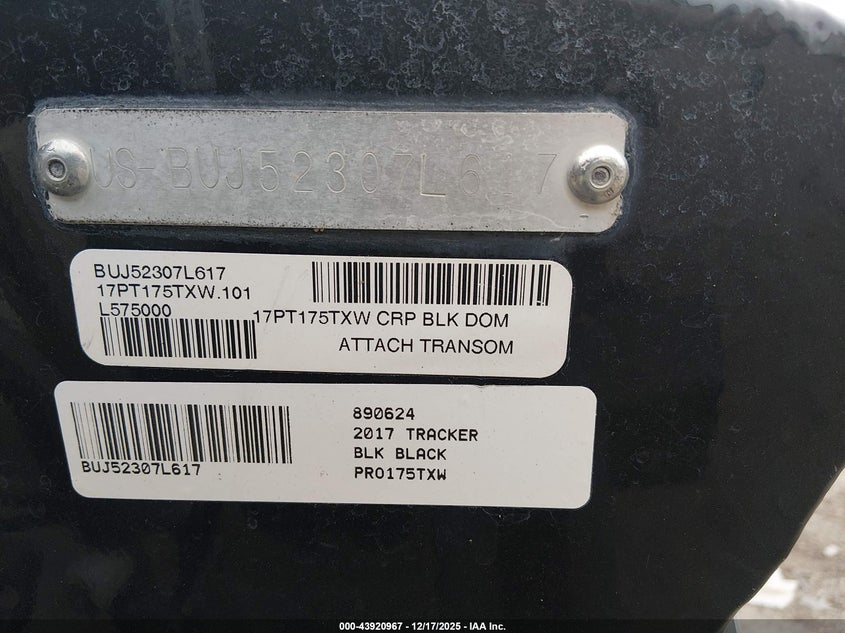 US-BUJ52307L617
BUJ52307L617
17PT175TXW.101
L575000
17PT175TXW CRP BLK DOM
ATTACH TRANSOM
BUJ52307L617
890624
2017 TRACKER
BLK BLACK
PRO175TXW
000-43920967 - 12/17/2025 - IAA Inc.